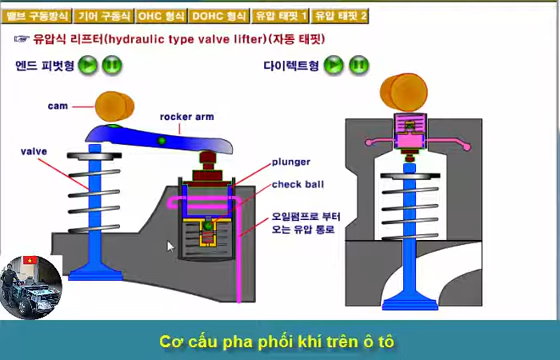 밸브 구동방식 기어 구동식 OHC 형식 DOHC 형식 유압 태핏 1 유압 태핏 2
☞ 유압식 리프터(hydraulic type valve lifter)(자동 태핏)
엔드 피벗형
다이렉트형
cam
rocker arm
valve
plunger
check ball
오일펌프로 부터
오는 유압 통로
Cơ cấu pha phối khí trên ô tô